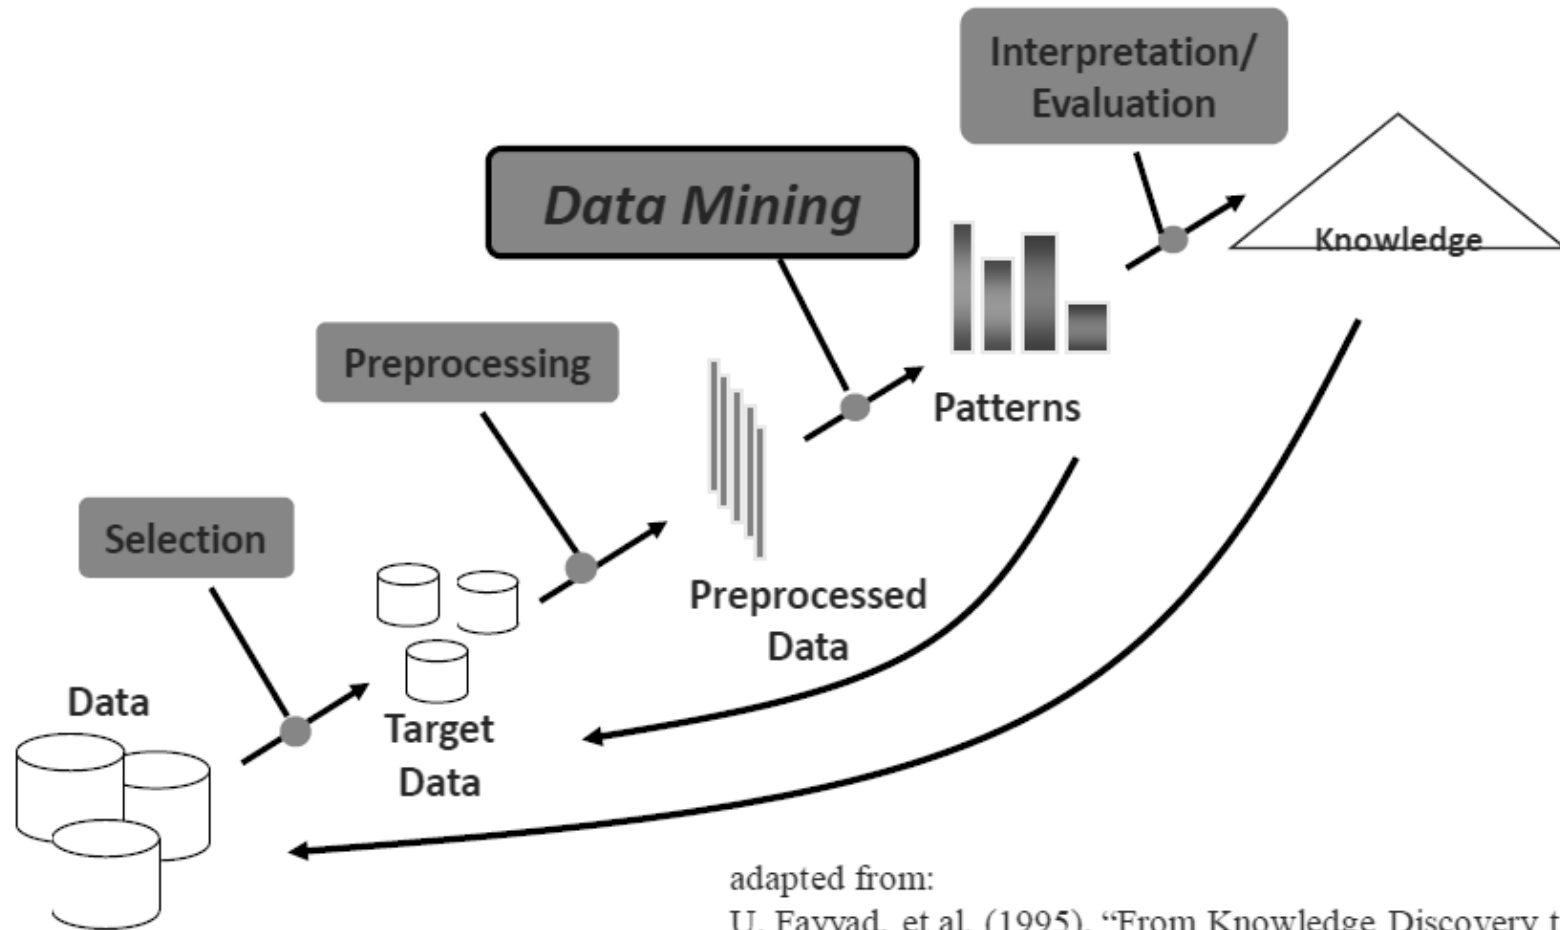 Interpretation/
Evaluation
Data Mining
Knowledge
Preprocessing
Patterns
Selection
Preprocessed
Data
Data
Target
Data
adapted from:
U. Fayyad, et al. (1995), “From Knowledge Discovery t